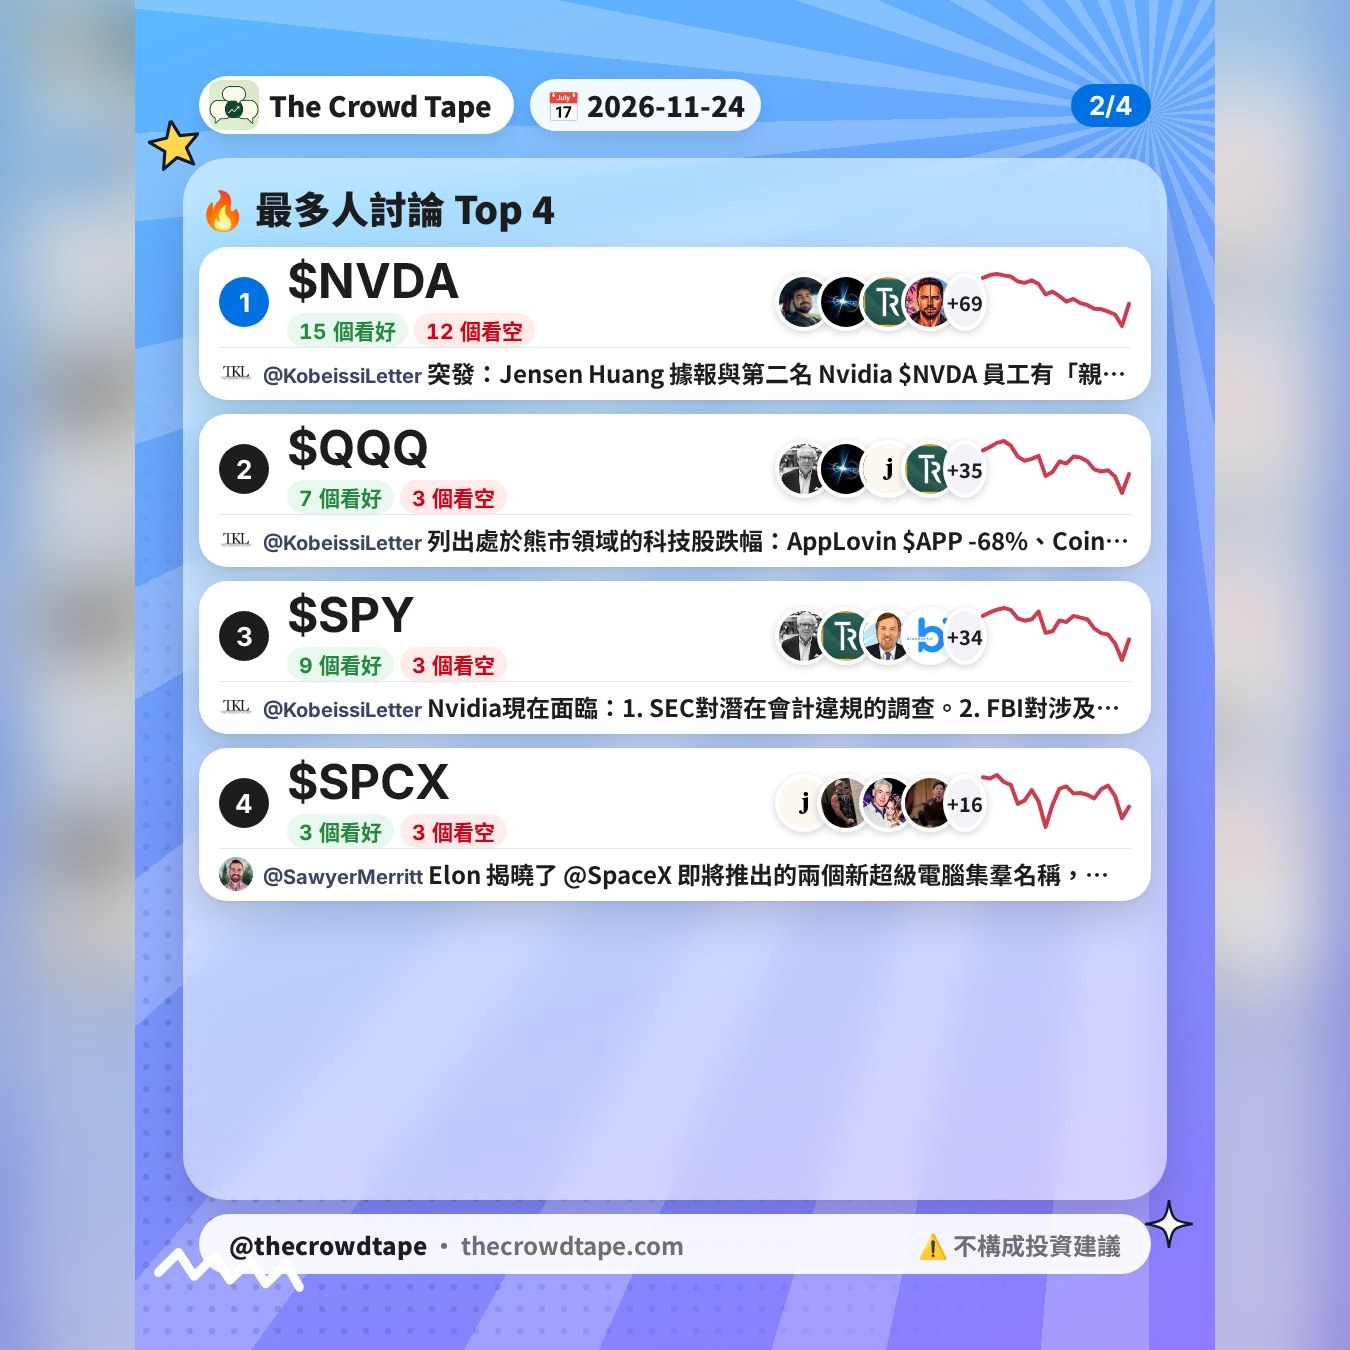 The Crowd Tape
2026-11-24
2/4
最多人討論 Top 4
1
$NVDA
15 個看好 12 個看空
TR
+69
TKL @KobeissiLetter 突發：Jensen Huang 據報與第二名 Nvidia $NVDA 員工有「親…
2
$QQQ
7 個看好 3 個看空
j TR
+35
TKL @KobeissiLetter 列出處於熊市領域的科技股跌幅：AppLovin $APP -68%、Coin…
3
$SPY
9 個看好 3 個看空
TR b
+34
TKL @KobeissiLetter Nvidia現在面臨：1. SEC對潛在會計違規的調查。2. FBI對涉及…
4
$SPCX
3 個看好 3 個看空
j
+16
@SawyerMerritt Elon 揭曉了 @SpaceX 即將推出的兩個新超級電腦集羣名稱，…
@thecrowdtape • thecrowdtape.com
不構成投資建議